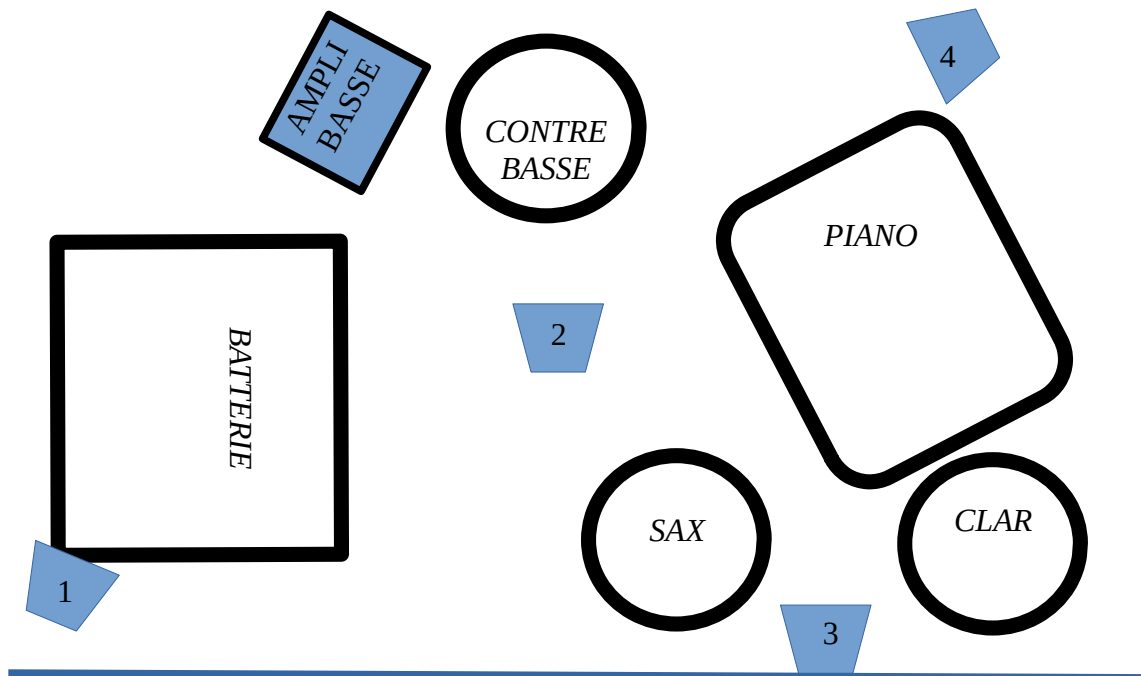 AMPLI
BASSE
CONTRE
BASSE
4
PIANO
2
BATTERIE
SAX
CLAR
1
3